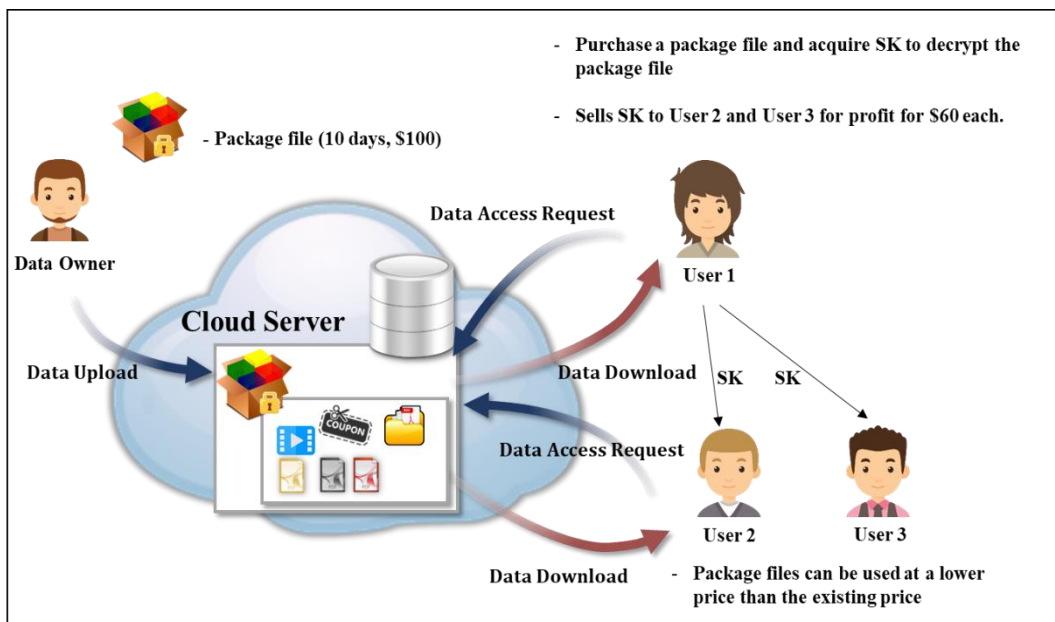 - Purchase a package file and acquire SK to decrypt the
package file
- Sells SK to User 2 and User 3 for profit for $60 each.
- Package file (10 days, $100)
Data Owner
Data Access Request
User 1
Cloud Server
Data Upload
Data Download
SK
SK
COUPON
Data Access Request
User 2
User 3
Data Download
- Package files can be used at a lower
price than the existing price